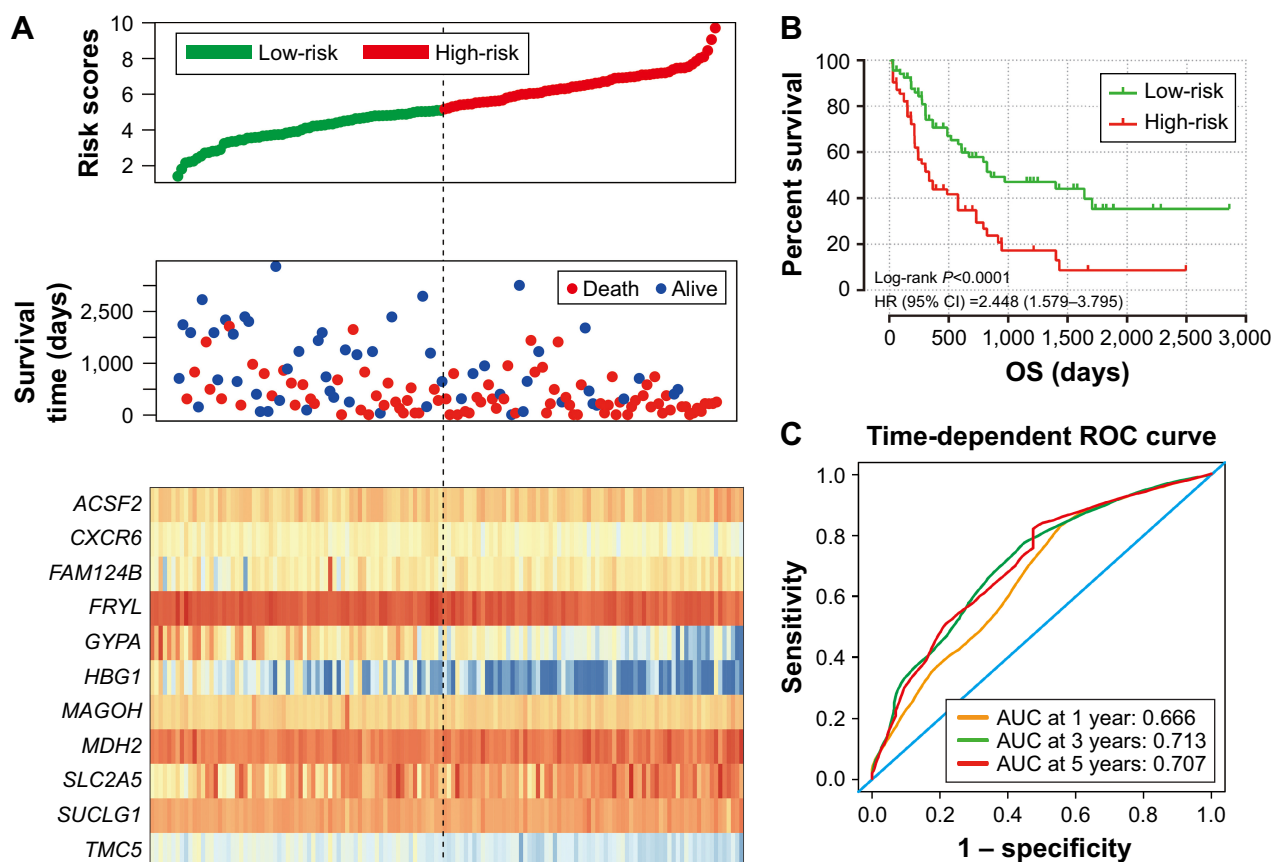 A
Risk scores
10
8
6
4
2
Low-risk
High-risk
Survival
time (days)
2,500
1,000
0
Death
Alive
ACSF2
CXCR6
FAM124B
FRYL
GYPA
HBG1
MAGOH
MDH2
SLC2A5
SUCLG1
TMC5
B
Percent survival
100
80
60
40
20
0
Low-risk
High-risk
Log-rank P<0.0001
HR (95% CI) =2.448 (1.579–3.795)
0 500 1,000 1,500 2,000 2,500 3,000
OS (days)
C Time-dependent ROC curve
Sensitivity
1.0
0.8
0.6
0.4
0.2
0.0
AUC at 1 year: 0.666
AUC at 3 years: 0.713
AUC at 5 years: 0.707
0.0 0.2 0.4 0.6 0.8 1.0
1 – specificity